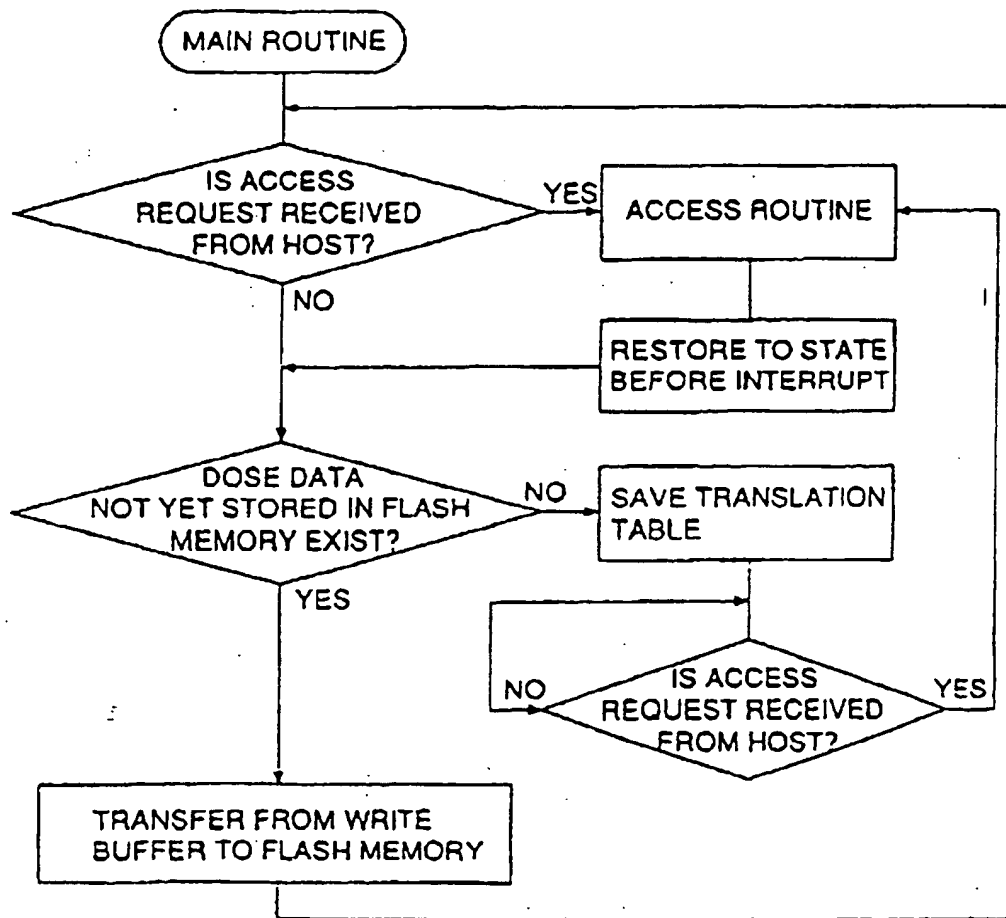 MAIN ROUTINE
IS ACCESS
REQUEST RECEIVED
FROM HOST?
YES
ACCESS ROUTINE
NO
RESTORE TO STATE
BEFORE INTERRUPT
DOSE DATA
NOT YET STORED IN FLASH
MEMORY EXIST?
NO
SAVE TRANSLATION
TABLE
YES
NO
IS ACCESS
REQUEST RECEIVED
FROM HOST?
YES
TRANSFER FROM WRITE
BUFFER TO FLASH MEMORY